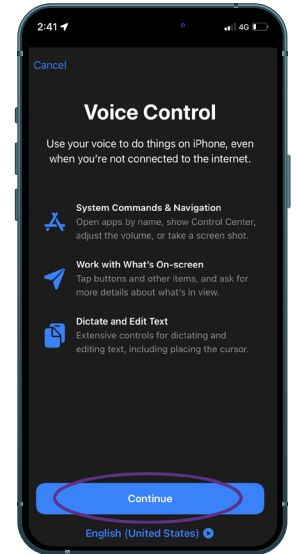 2:41 4G
Cancel
Voice Control
Use your voice to do things on iPhone, even
when you're not connected to the internet.
System Commands & Navigation
Open apps by name, show Control Center,
adjust the volume, or take a screen shot.
Work with What's On-screen
Tap buttons and other items, and ask for
more details about what's in view.
Dictate and Edit Text
Extensive controls for dictating and
editing text, including placing the cursor.
Continue
English (United States)